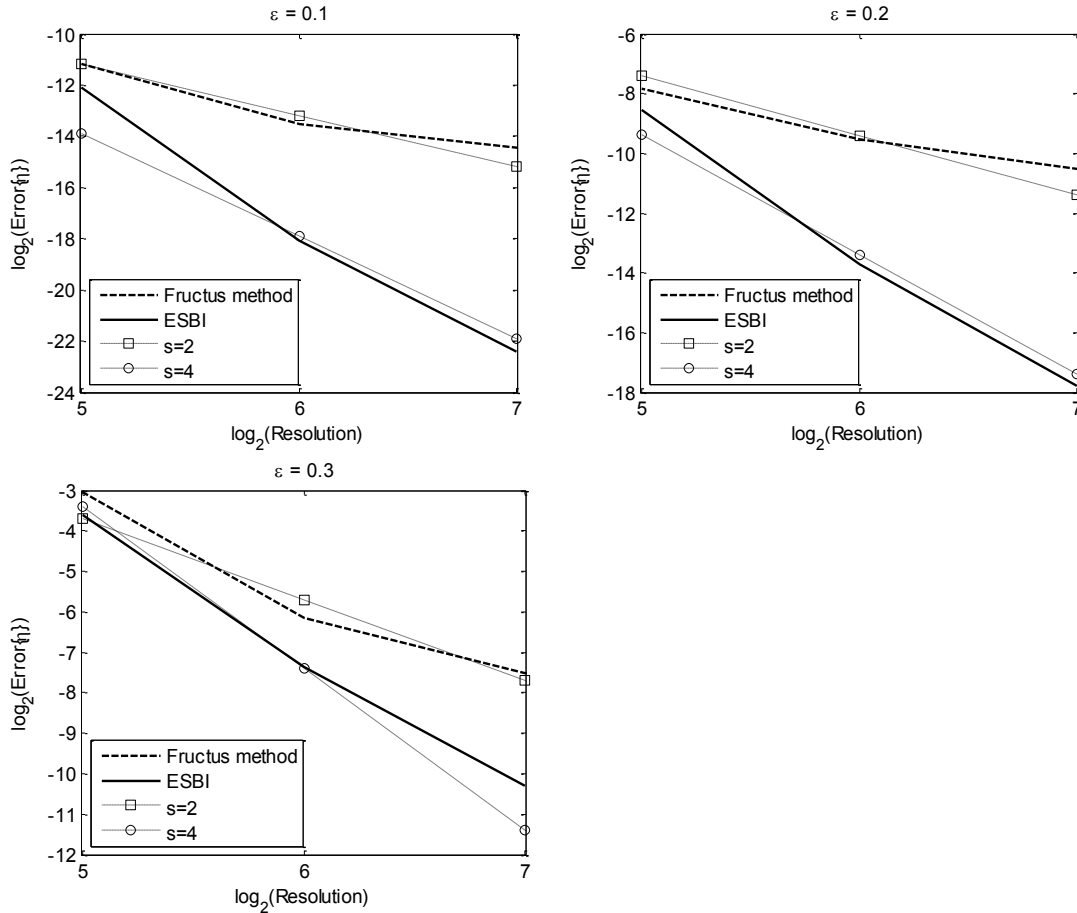 ε = 0.1
-10
-12
-14
-16
-18
-20
-22
-24
log2(Error{η})
Fructus method
ESBI
s=2
s=4
5
6
7
log2(Resolution)
ε = 0.2
-6
-8
-10
-12
-14
-16
-18
log2(Error{η})
Fructus method
ESBI
s=2
s=4
5
6
7
log2(Resolution)
ε = 0.3
-3
-4
-5
-6
-7
-8
-9
-10
-11
-12
log2(Error{η})
Fructus method
ESBI
s=2
s=4
5
6
7
log2(Resolution)